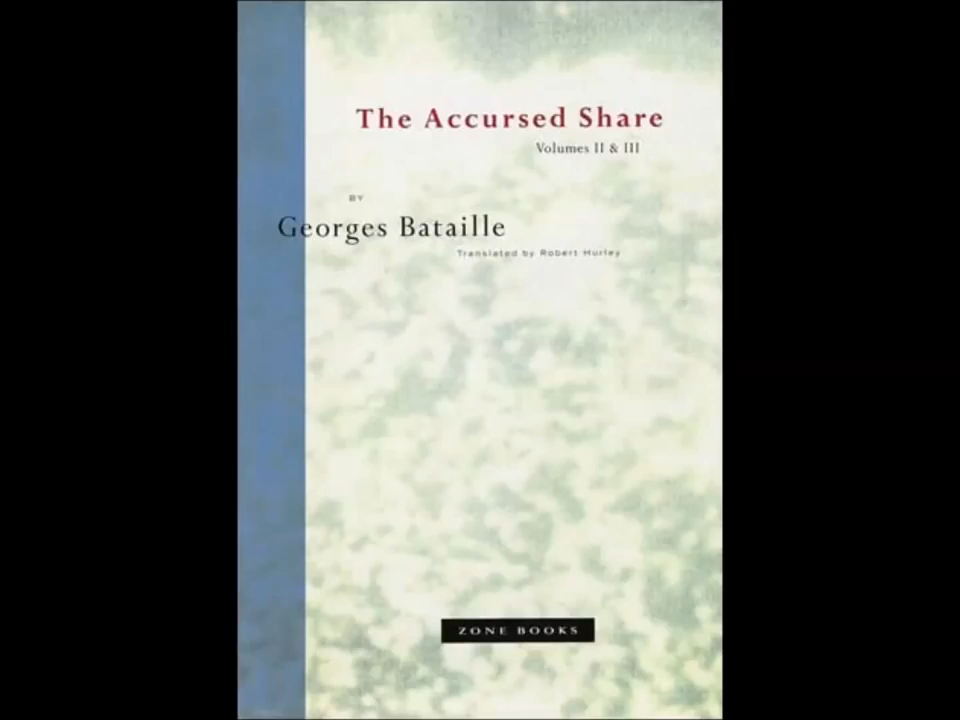 The Accursed Share
Volumes II & III
BY
Georges Bataille
Translated by Robert Hurley
ZONE BOOKS